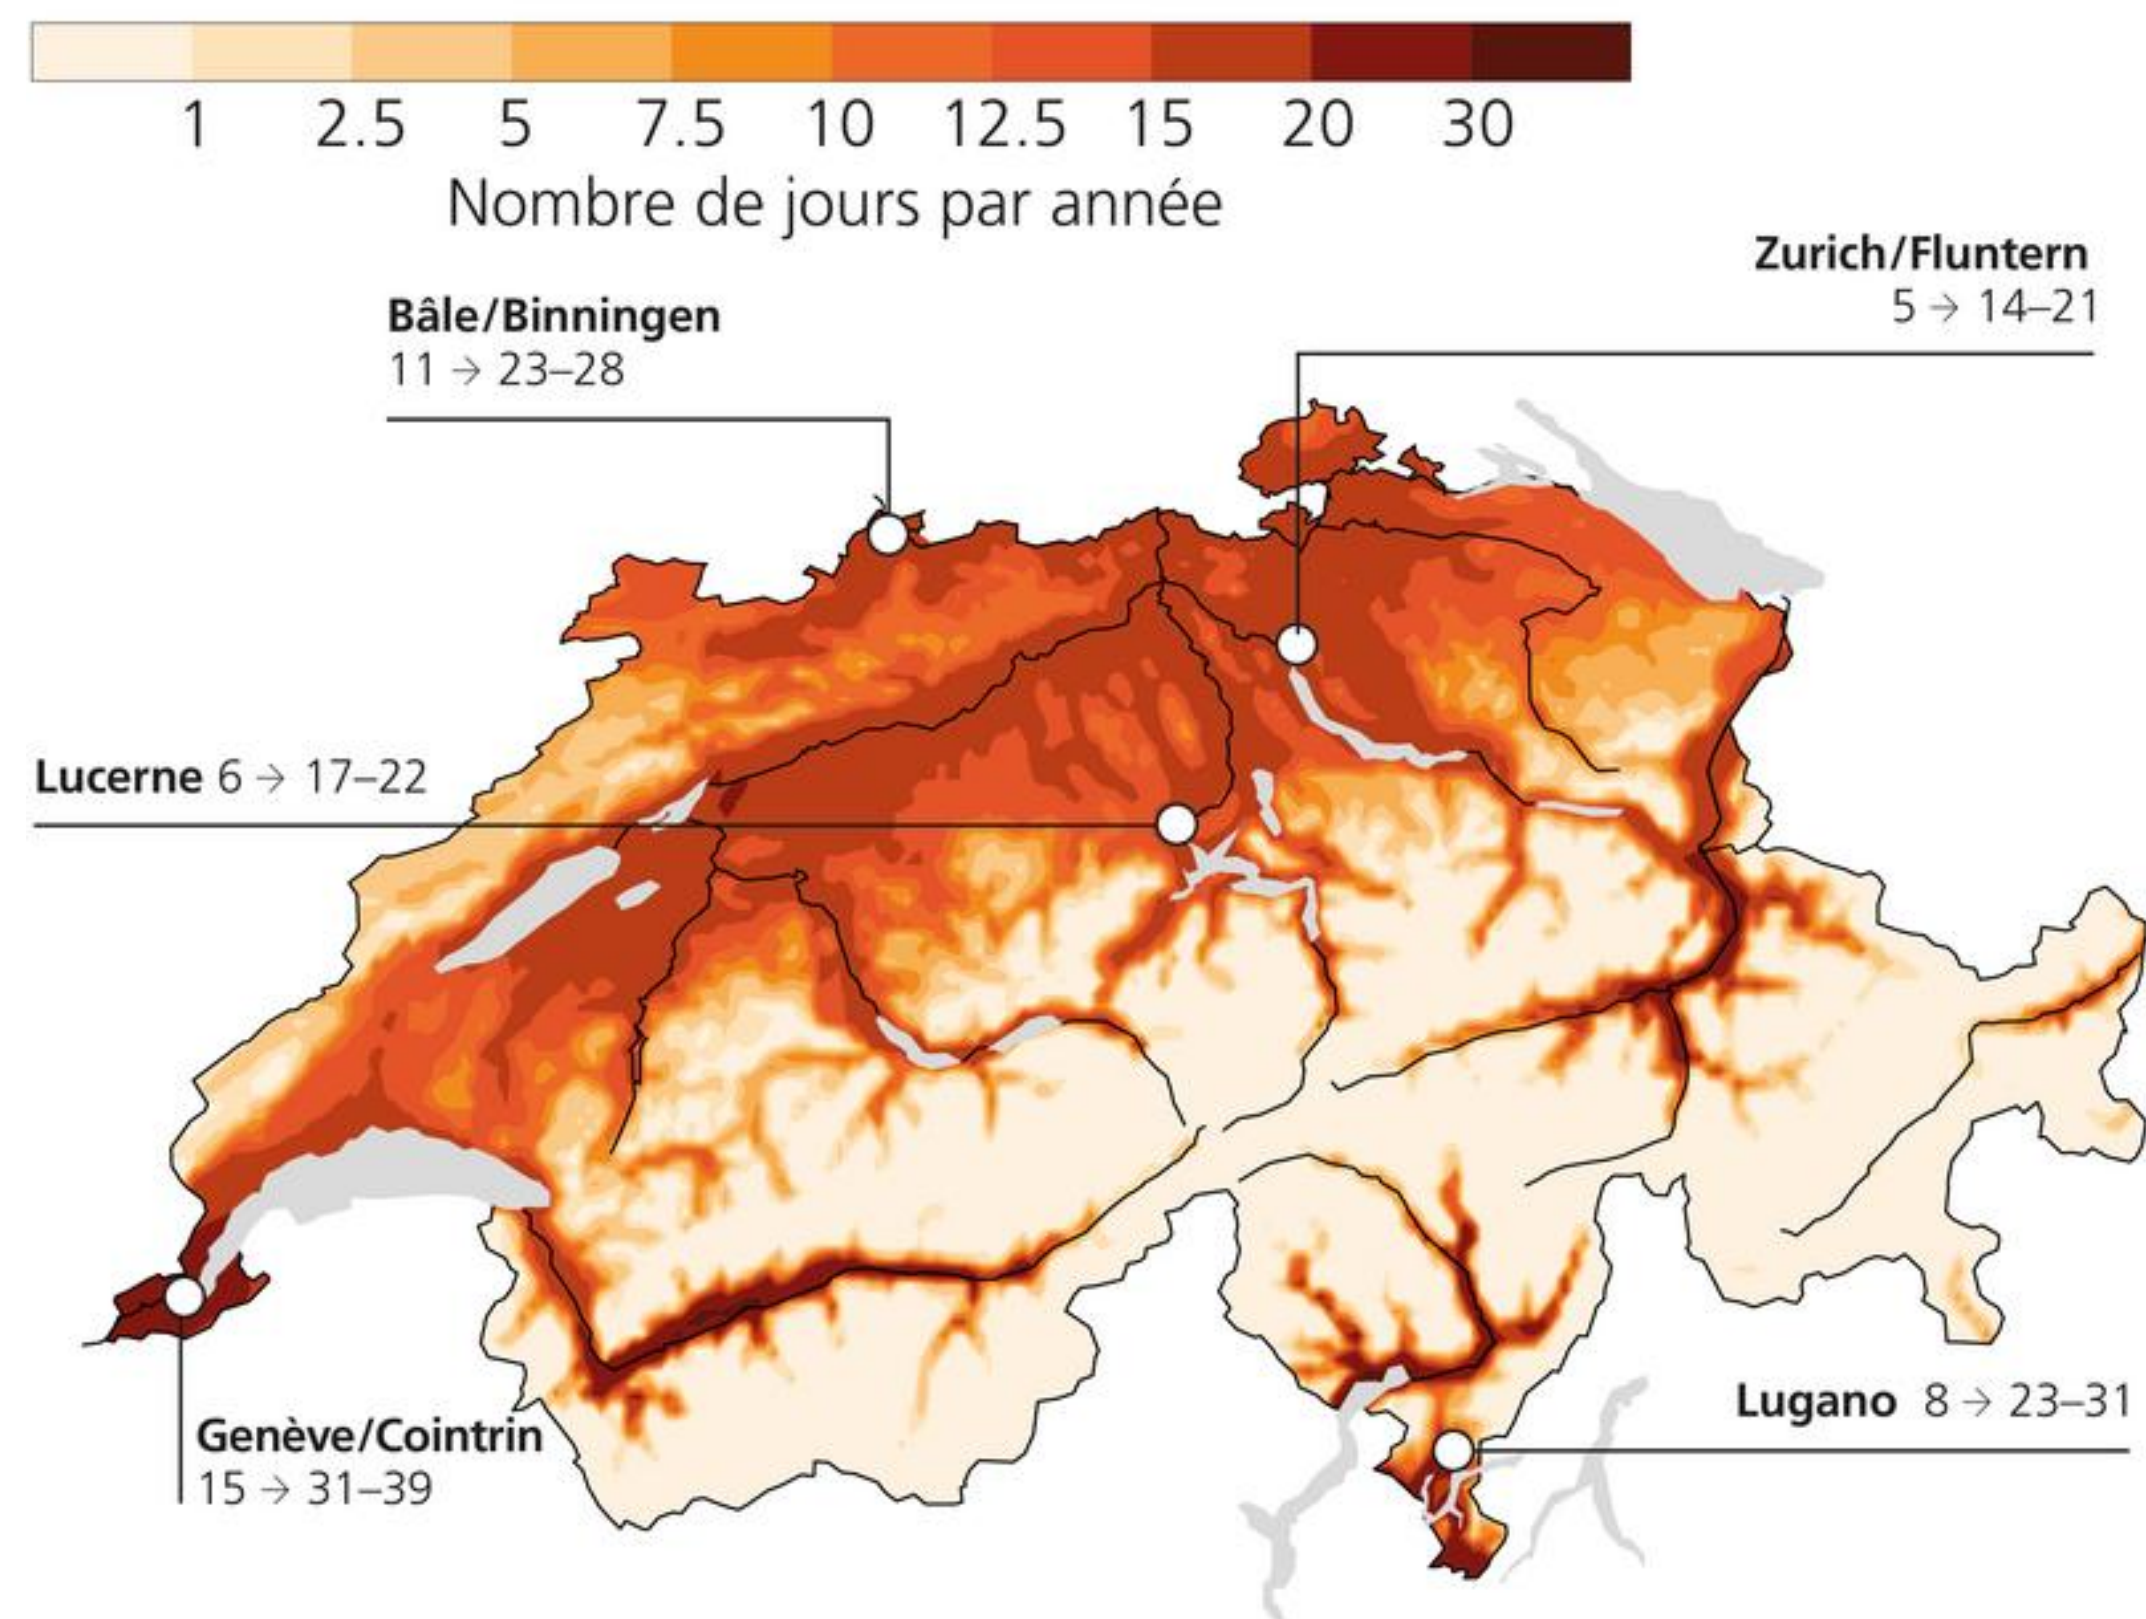 1 2.5 5 7.5 10 12.5 15 20 30
Nombre de jours par année
Zurich/Fluntern
5 → 14–21
Bâle/Binningen
11 → 23–28
Lucerne 6 → 17–22
Lugano 8 → 23–31
Genève/Cointrin
15 → 31–39